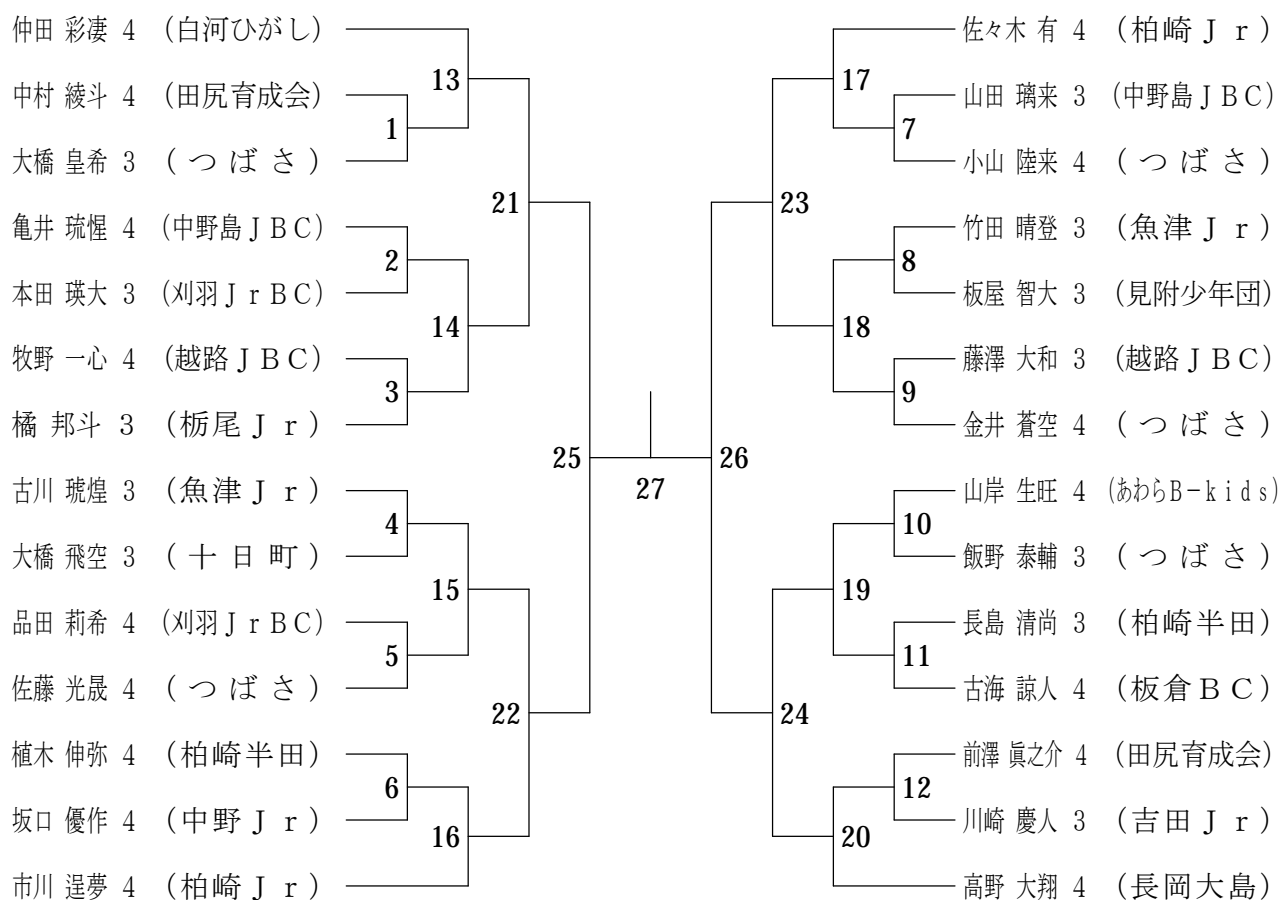 仲田 彩凄 4 (白河ひがし)
中村 綾斗 4 (田尻育成会)
大橋 皇希 3 (つばさ)
亀井 琉惺 4 (中野島JBC)
本田 瑛大 3 (刈羽JrBC)
牧野 一心 4 (越路JBC)
橘 邦斗 3 (栃尾Jr)
古川 琥煌 3 (魚津Jr)
大橋 飛空 3 (十日町)
品田 莉希 4 (刈羽JrBC)
佐藤 光晟 4 (つばさ)
植木 伸弥 4 (柏崎半田)
坂口 優作 4 (中野Jr)
市川 逞夢 4 (柏崎Jr)
1
2
3
4
5
6
13
14
15
16
21
22
25
27
26
23
24
17
18
19
20
7
8
9
10
11
12
佐々木 有 4 (柏崎Jr)
山田 璃来 3 (中野島JBC)
小山 陸来 4 (つばさ)
竹田 晴登 3 (魚津Jr)
板屋 智大 3 (見附少年団)
藤澤 大和 3 (越路JBC)
金井 蒼空 4 (つばさ)
山岸 生旺 4 (あわらB-kids)
飯野 泰輔 3 (つばさ)
長島 清尚 3 (柏崎半田)
古海 諒人 4 (板倉BC)
前澤 眞之介 4 (田尻育成会)
川崎 慶人 3 (吉田Jr)
高野 大翔 4 (長岡大島)